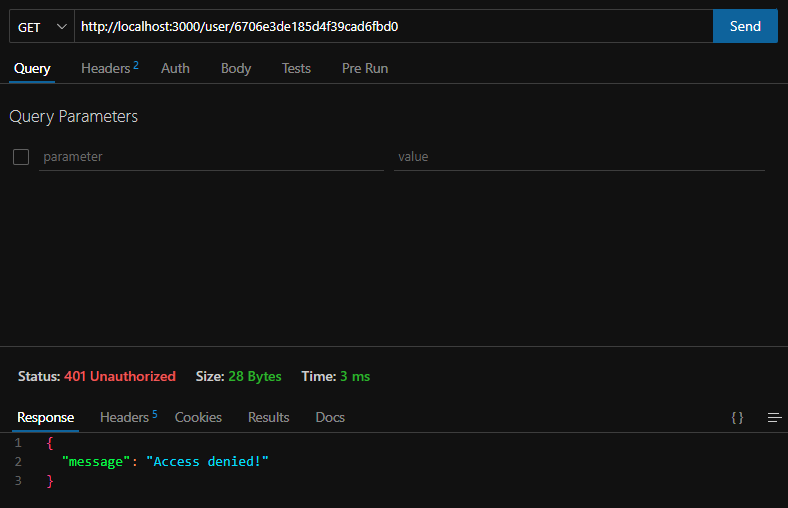 GET http://localhost:3000/user/6706e3de185d4f39cad6fbd0 Send
Query Headers 2 Auth Body Tests Pre Run
Query Parameters
parameter value
Status: 401 Unauthorized Size: 28 Bytes Time: 3 ms
Response Headers 5 Cookies Results Docs {}
1 {
2 "message": "Access denied!"
3 }